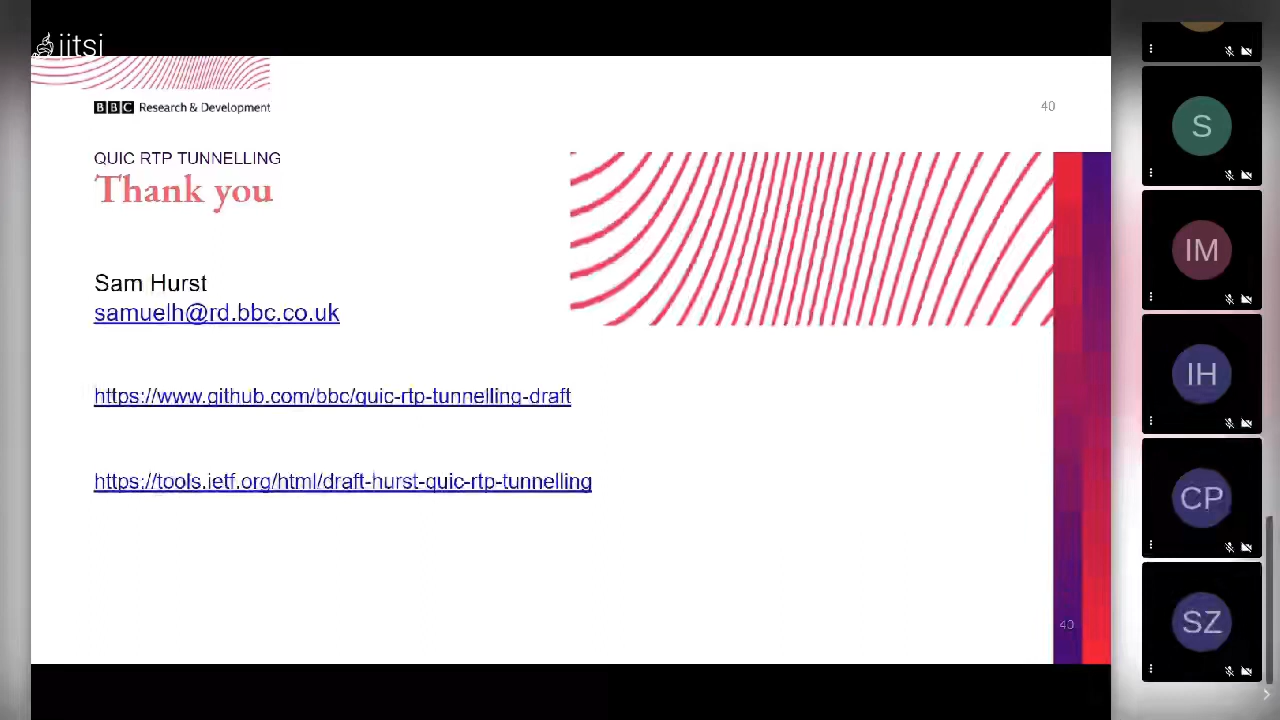 jitsi
BBC Research & Development
40
QUIC RTP TUNNELLING
Thank you
Sam Hurst
samuelh@rd.bbc.co.uk
https://www.github.com/bbc/quic-rtp-tunnelling-draft
https://tools.ietf.org/html/draft-hurst-quic-rtp-tunnelling
40
S
IM
IH
CP
SZ